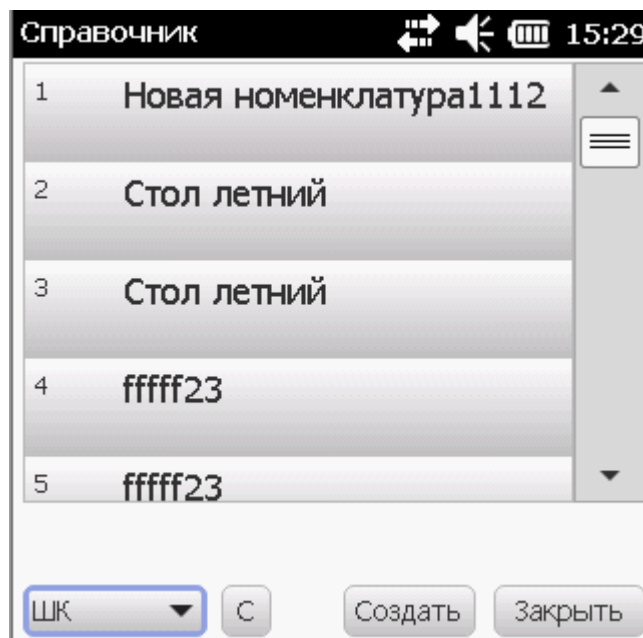 Справочник 15:29
1 Новая номенклатура1112
2 Стол летний
3 Стол летний
4 fffff23
5 fffff23
ШК С Создать Закрыть